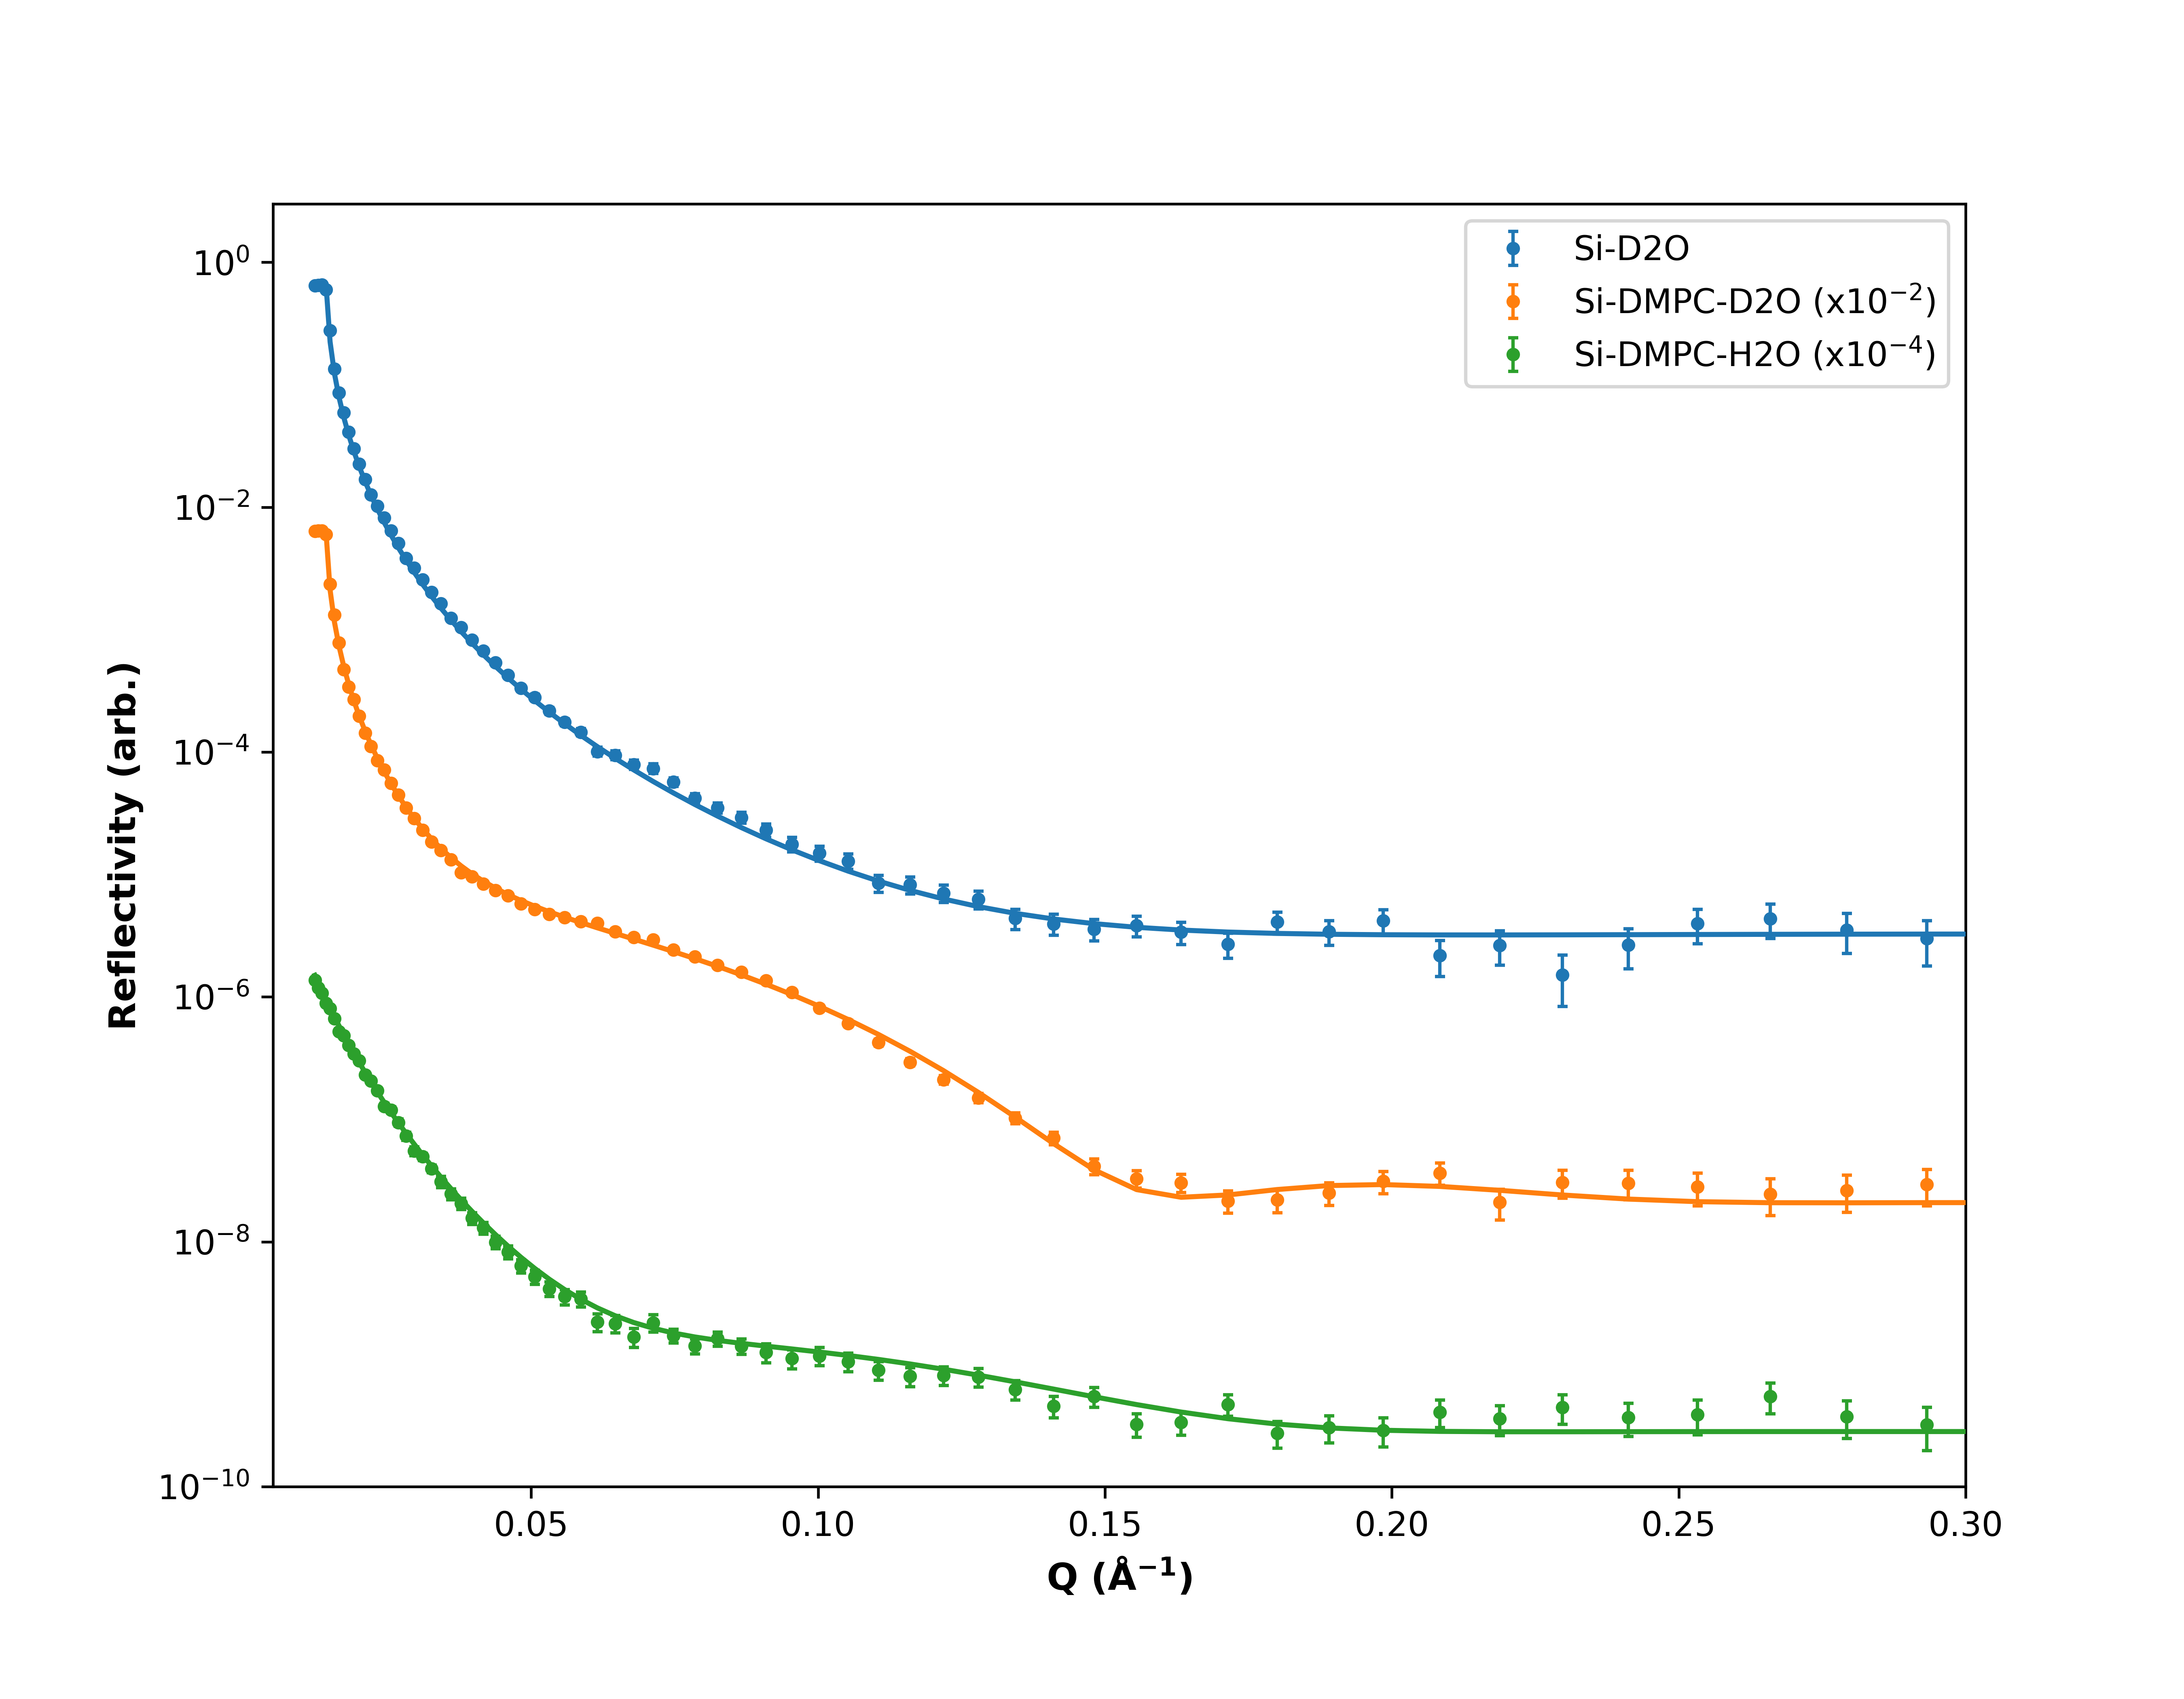 Si-D2O
Si-DMPC-D2O (x10⁻²)
Si-DMPC-H2O (x10⁻⁴)
Reflectivity (arb.)
10⁰
10⁻²
10⁻⁴
10⁻⁶
10⁻⁸
10⁻¹⁰
0.05 0.10 0.15 0.20 0.25 0.30
Q (Å⁻¹)